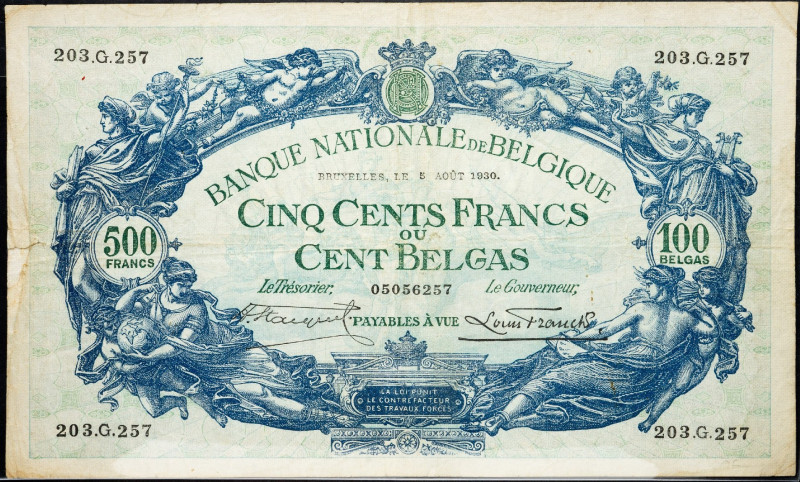 203.G.257 203.G.257
BANQUE NATIONALE DE BELGIQUE
BRUXELLES, LE 5 AOÛT 1930.
CINQ CENTS FRANCS
OU
CENT BELGAS
500
FRANCS
100
BELGAS
Le Trésorier, 05056257 Le Gouverneur,
PAYABLES À VUE Louis Franck
LA LOI PUNIT
LE CONTREFACTEUR
DES TRAVAUX FORCÉS
203.G.257 203.G.257